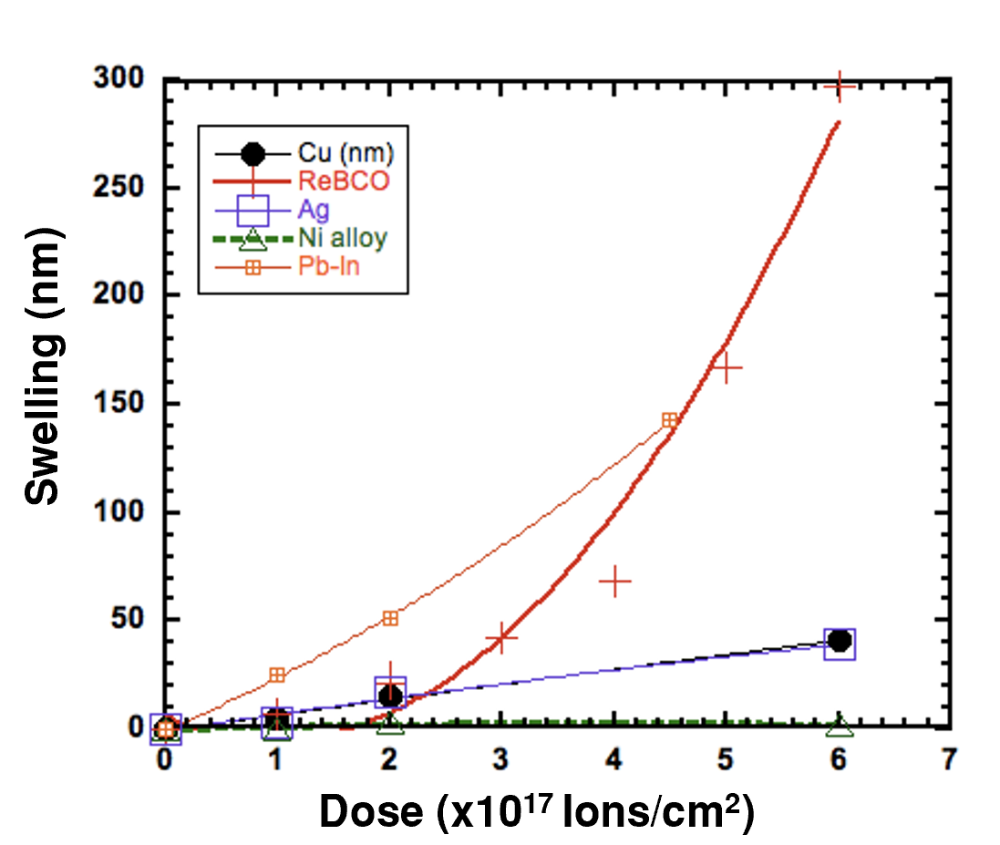 300
250
200
150
100
50
0
Swelling (nm)
Cu (nm)
ReBCO
Ag
Ni alloy
Pb-In
0 1 2 3 4 5 6 7
Dose (x10¹⁷ Ions/cm²)